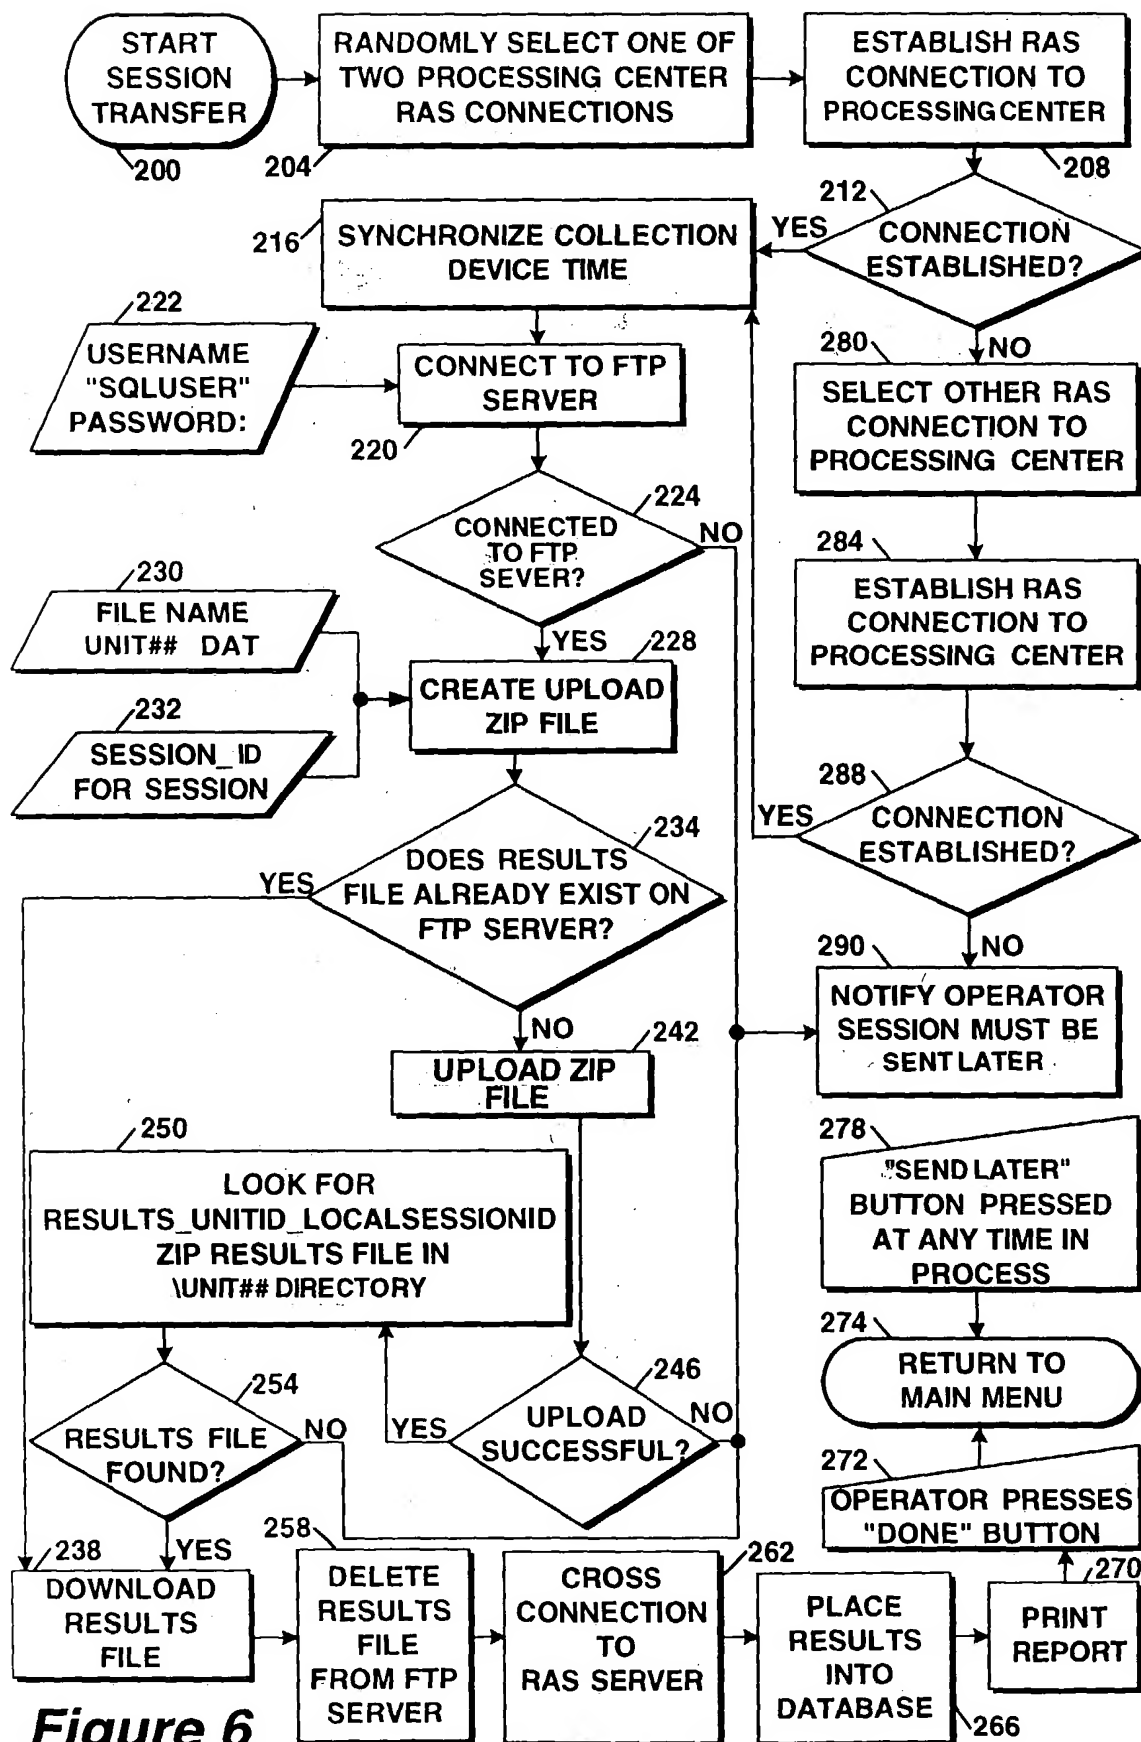 START
SESSION
TRANSFER
200
RANDOMLY SELECT ONE OF
TWO PROCESSING CENTER
RAS CONNECTIONS
204
ESTABLISH RAS
CONNECTION TO
PROCESSING CENTER
208
212
CONNECTION
ESTABLISHED?
YES
NO
216
SYNCHRONIZE COLLECTION
DEVICE TIME
222
USERNAME
"SQLUSER"
PASSWORD:
CONNECT TO FTP
SERVER
220
280
SELECT OTHER RAS
CONNECTION TO
PROCESSING CENTER
224
CONNECTED
TO FTP
SEVER?
NO
YES
284
ESTABLISH RAS
CONNECTION TO
PROCESSING CENTER
230
FILE NAME
UNIT## DAT
228
CREATE UPLOAD
ZIP FILE
232
SESSION_ID
FOR SESSION
288
CONNECTION
ESTABLISHED?
YES
NO
234
DOES RESULTS
FILE ALREADY EXIST ON
FTP SERVER?
YES
NO
290
NOTIFY OPERATOR
SESSION MUST BE
SENT LATER
242
UPLOAD ZIP
FILE
250
LOOK FOR
RESULTS_UNITID_LOCALSESSIONID
ZIP RESULTS FILE IN
\UNIT## DIRECTORY
278
"SEND LATER"
BUTTON PRESSED
AT ANY TIME IN
PROCESS
274
RETURN TO
MAIN MENU
254
RESULTS FILE
FOUND?
NO
YES
246
UPLOAD
SUCCESSFUL?
YES
NO
272
OPERATOR PRESSES
"DONE" BUTTON
238
DOWNLOAD
RESULTS
FILE
258
DELETE
RESULTS
FILE
FROM FTP
SERVER
262
CROSS
CONNECTION
TO
RAS SERVER
PLACE
RESULTS
INTO
DATABASE
266
270
PRINT
REPORT
Figure 6